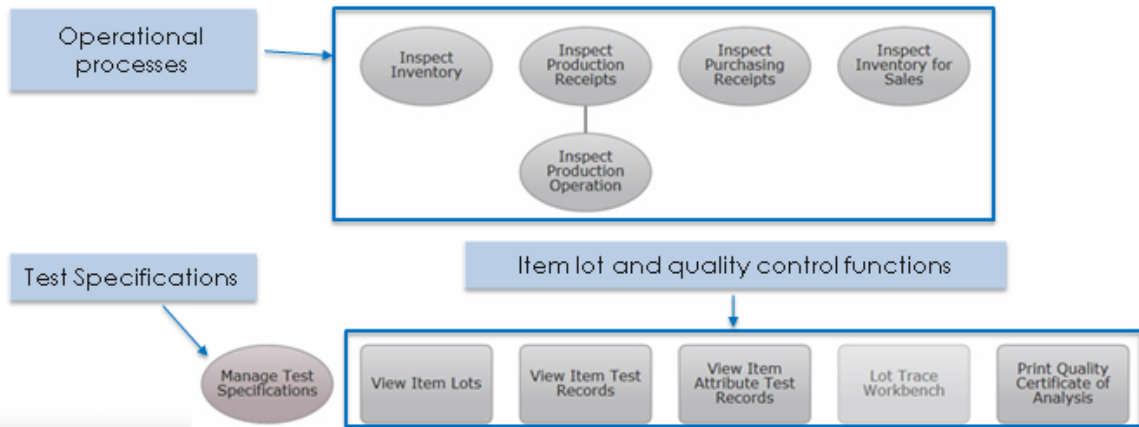 Operational
processes
Inspect
Inventory
Inspect
Production
Receipts
Inspect
Purchasing
Receipts
Inspect
Inventory for
Sales
Inspect
Production
Operation
Test Specifications
Item lot and quality control functions
Manage Test
Specifications
View Item Lots
View Item Test
Records
View Item
Attribute Test
Records
Lot Trace
Workbench
Print Quality
Certificate of
Analysis